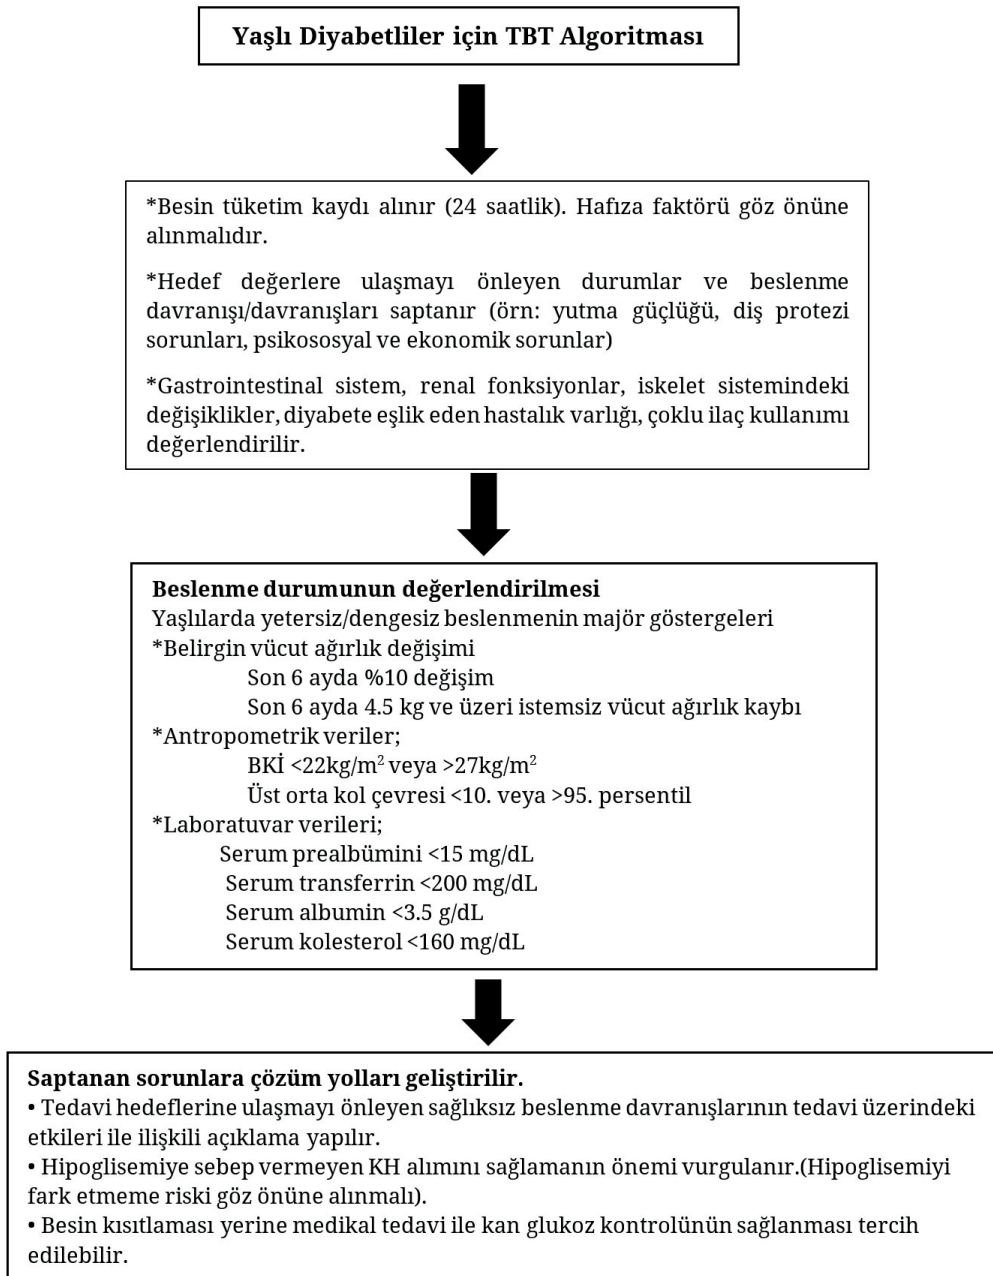 Yaşlı Diyabetliler için TBT Algoritması
*Besin tüketim kaydı alınır (24 saatlik). Hafıza faktörü göz önüne
alınmalıdır.
*Hedef değerlere ulaşmayı önleyen durumlar ve beslenme
davranışı/davranışları saptanır (örn: yutma güçlüğü, diş protezi
sorunları, psikososyal ve ekonomik sorunlar)
*Gastrointestinal sistem, renal fonksiyonlar, iskelet sistemindeki
değişiklikler, diyabete eşlik eden hastalık varlığı, çoklu ilaç kullanımı
değerlendirilir.
Beslenme durumunun değerlendirilmesi
Yaşlılarda yetersiz/dengesiz beslenmenin majör göstergeleri
*Belirgin vücut ağırlık değişimi
Son 6 ayda %10 değişim
Son 6 ayda 4.5 kg ve üzeri istemsiz vücut ağırlık kaybı
*Antropometrik veriler;
BKİ <22kg/m² veya >27kg/m²
Üst orta kol çevresi <10. veya >95. persentil
*Laboratuvar verileri;
Serum prealbümini <15 mg/dL
Serum transferrin <200 mg/dL
Serum albumin <3.5 g/dL
Serum kolesterol <160 mg/dL
Saptanan sorunlara çözüm yolları geliştirilir.
• Tedavi hedeflerine ulaşmayı önleyen sağlıksız beslenme davranışlarının tedavi üzerindeki
etkileri ile ilişkili açıklama yapılır.
• Hipoglisemiye sebep vermeyen KH alımını sağlamanın önemi vurgulanır.(Hipoglisemiyi
fark etmeme riski göz önüne alınmalı).
• Besin kısıtlaması yerine medikal tedavi ile kan glukoz kontrolünün sağlanması tercih
edilebilir.